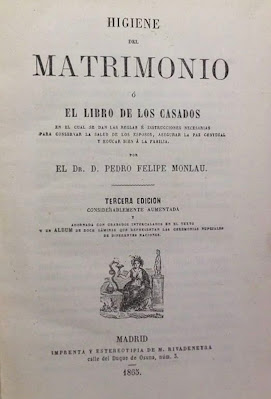 HIGIENE
DEL
MATRIMONIO
ó
EL LIBRO DE LOS CASADOS
EN EL CUAL SE DAN LAS REGLAS É INSTRUCCIONES NECESARIAS
PARA CONSERVAR LA SALUD DE LOS ESPOSOS, ASEGURAR LA PAZ CONYUGAL
Y EDUCAR BIEN Á LA FAMILIA.
POR
EL DR. D. PEDRO FELIPE MONLAU.
TERCERA EDICION
CONSIDERABLEMENTE AUMENTADA
Y
ADORNADA CON GRABADOS INTERCALADOS EN EL TEXTO
Y UN ALBUM DE DOCE LÁMINAS QUE REPRESENTAN LAS CEREMONIAS NUPCIALES
DE DIFERENTES NACIONES.
MADRID
IMPRENTA Y ESTEREOTIPIA DE M. RIVADENEYRA
calle del Duque de Osuna, núm. 3.
1865.